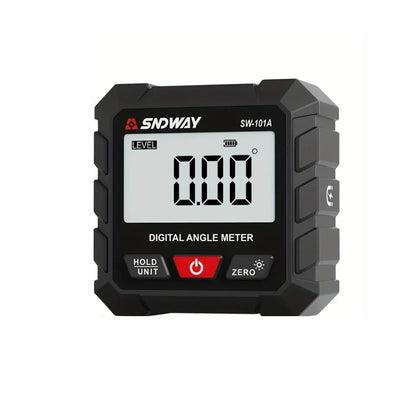 SNDWAY SW-101A
LEVEL
0.00°
DIGITAL ANGLE METER
HOLD
UNIT
ZERO